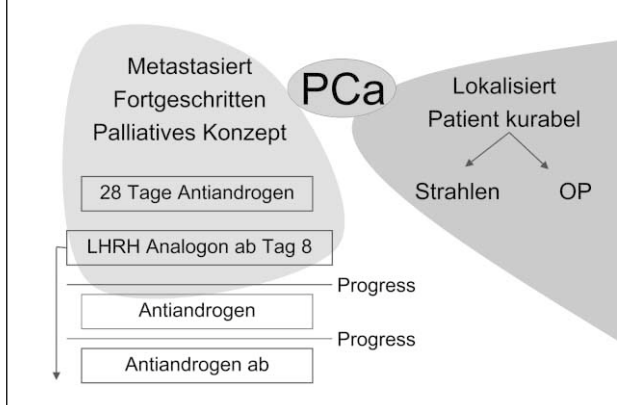 PCa
Metastasiert
Fortgeschritten
Palliatives Konzept
28 Tage Antiandrogen
LHRH Analogon ab Tag 8
Progress
Antiandrogen
Progress
Antiandrogen ab
Lokalisiert
Patient kurabel
Strahlen
OP